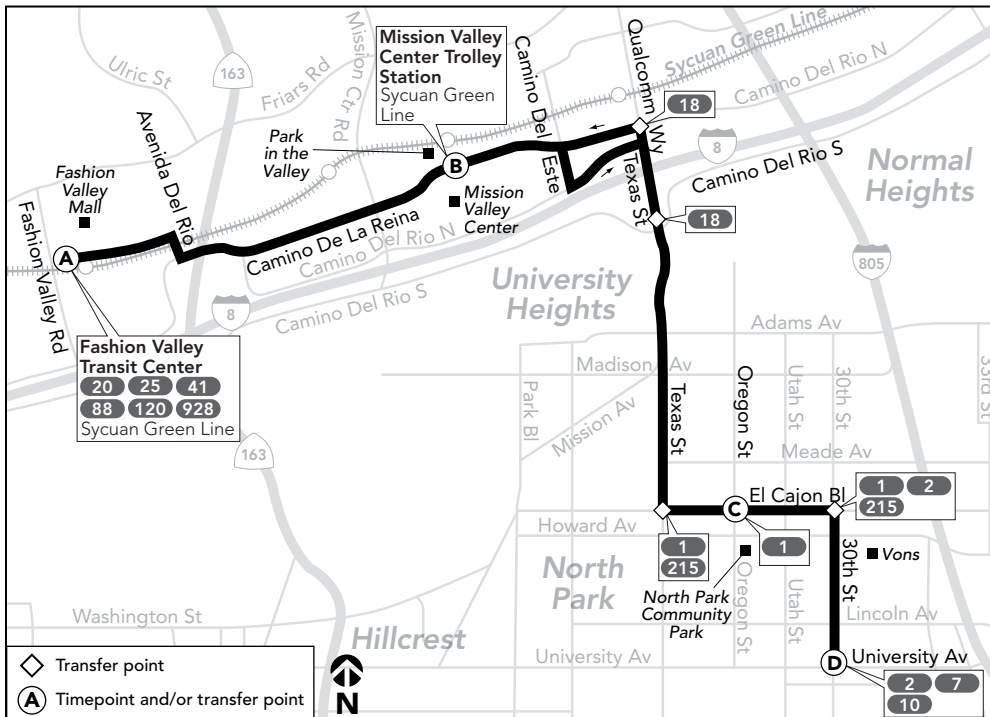 163
Mission Ctr Rd
Mission Valley
Center Trolley
Station
Sycuan Green
Line
Camino Del
Este
Qualcomm
Wy
Sycuan Green Line
Camino Del Rio N
Ulric St
Friars Rd
Avenida Del Rio
Park
in the
Valley
18
B
8
Camino Del Rio S
Normal
Heights
Fashion
Valley
Mall
Mission
Valley
Center
Texas St
18
Fashion Valley Rd
A
Camino De La Reina
Camino Del Rio N
805
8
Camino Del Rio S
University
Heights
Fashion Valley
Transit Center
20 25 41
88 120 928
Sycuan Green Line
Adams Av
Madison Av
Park Bl
Mission Av
Texas St
Oregon St
Utah St
30th St
33rd St
163
Meade Av
El Cajon Bl
1 2
215
C
Howard Av
1
215
1
30th St
Vons
North
Park
North Park
Community
Park
Oregon St
Utah St
Lincoln Av
Washington St
Hillcrest
University Av
D
University Av
2 7
10
Transfer point
A Timepoint and/or transfer point
N